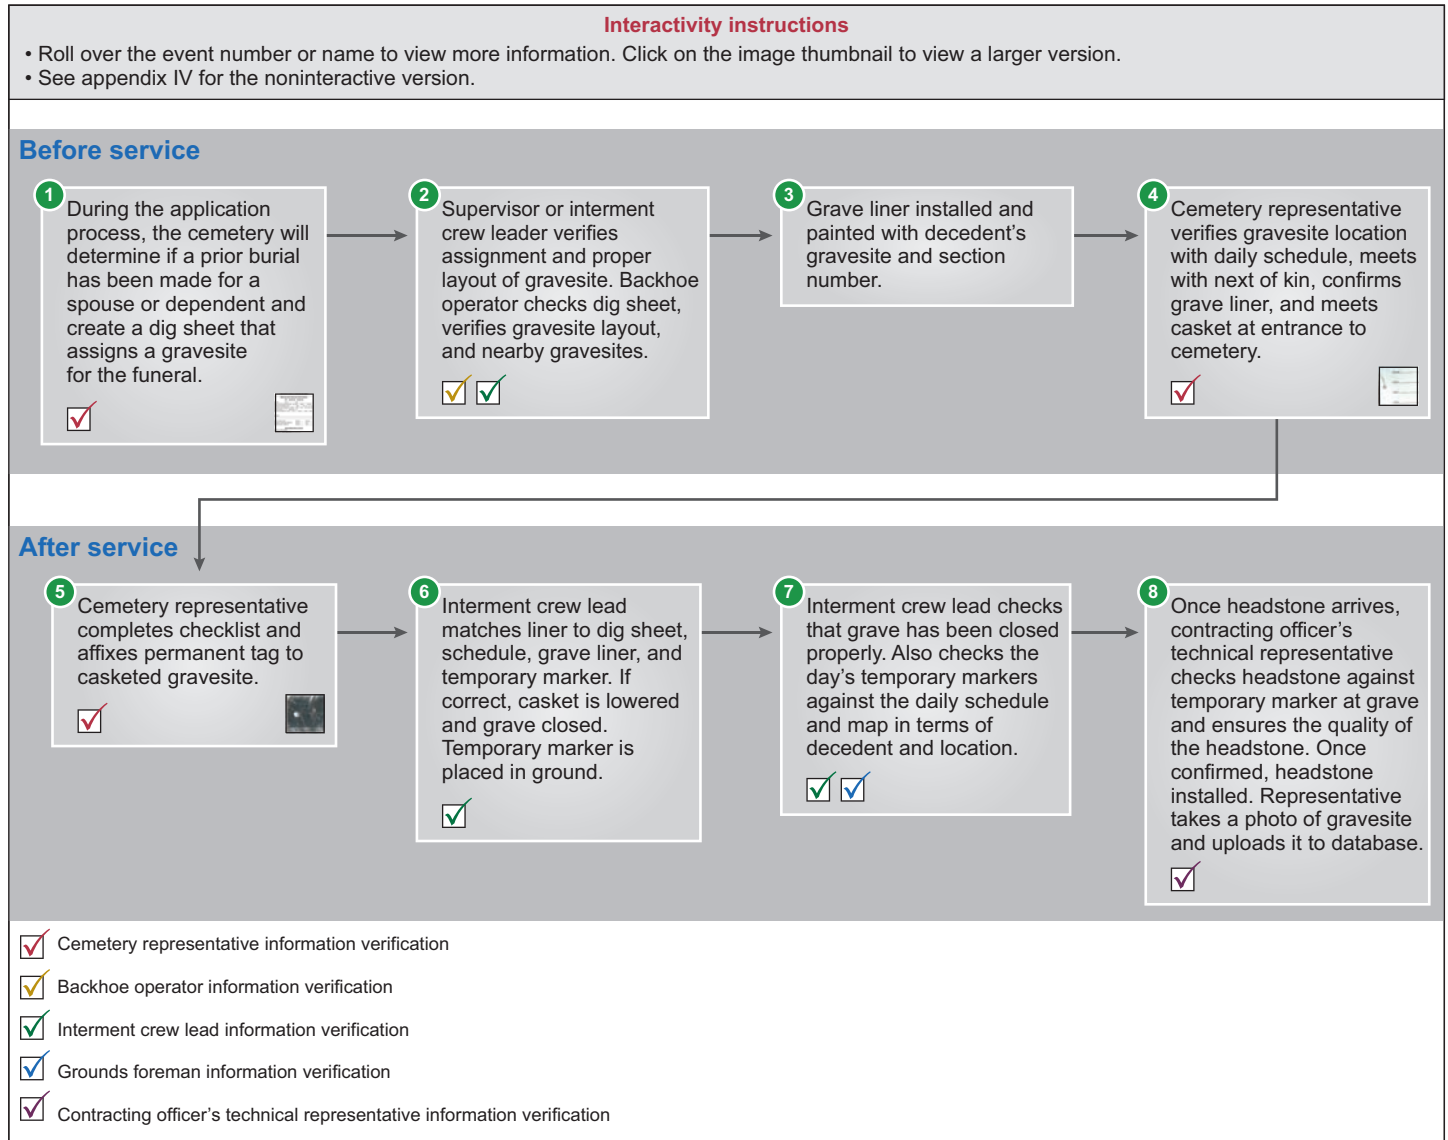 Interactivity instructions
• Roll over the event number or name to view more information. Click on the image thumbnail to view a larger version.
• See appendix IV for the noninteractive version.
Before service
1
During the application
process, the cemetery will
determine if a prior burial
has been made for a
spouse or dependent and
create a dig sheet that
assigns a gravesite
for the funeral.
2
Supervisor or interment
crew leader verifies
assignment and proper
layout of gravesite. Backhoe
operator checks dig sheet,
verifies gravesite layout,
and nearby gravesites.
3
Grave liner installed and
painted with decedent's
gravesite and section
number.
4
Cemetery representative
verifies gravesite location
with daily schedule, meets
with next of kin, confirms
grave liner, and meets
casket at entrance to
cemetery.
After service
5
Cemetery representative
completes checklist and
affixes permanent tag to
casketed gravesite.
6
Interment crew lead
matches liner to dig sheet,
schedule, grave liner, and
temporary marker. If
correct, casket is lowered
and grave closed.
Temporary marker is
placed in ground.
7
Interment crew lead checks
that grave has been closed
properly. Also checks the
day's temporary markers
against the daily schedule
and map in terms of
decedent and location.
8
Once headstone arrives,
contracting officer's
technical representative
checks headstone against
temporary marker at grave
and ensures the quality of
the headstone. Once
confirmed, headstone
installed. Representative
takes a photo of gravesite
and uploads it to database.
Cemetery representative information verification
Backhoe operator information verification
Interment crew lead information verification
Grounds foreman information verification
Contracting officer's technical representative information verification